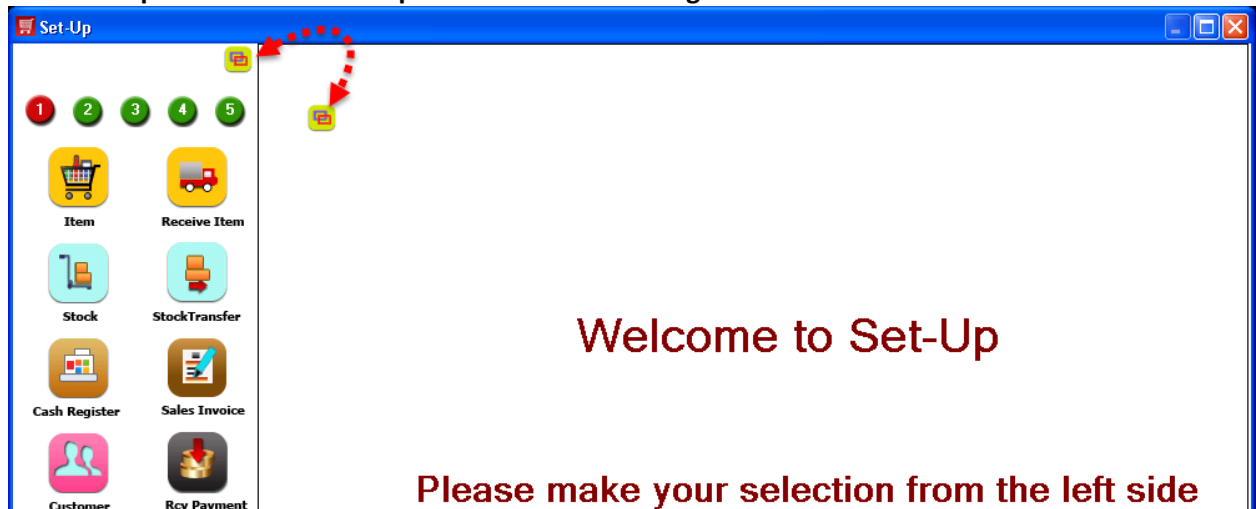 Set-Up
1 2 3 4 5
Item Receive Item
Stock StockTransfer
Welcome to Set-Up
Cash Register Sales Invoice
Customer Rcv Payment
Please make your selection from the left side